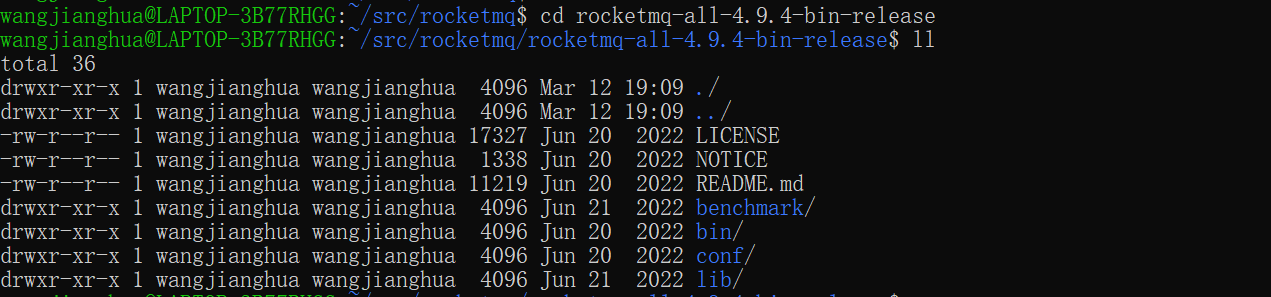 wangjianghua@LAPTOP-3B77RHGG:~/src/rocketmq$ cd rocketmq-all-4.9.4-bin-release
wangjianghua@LAPTOP-3B77RHGG:~/src/rocketmq/rocketmq-all-4.9.4-bin-release$ ll
total 36
drwxr-xr-x 1 wangjianghua wangjianghua  4096 Mar 12 19:09 ./
drwxr-xr-x 1 wangjianghua wangjianghua  4096 Mar 12 19:09 ../
-rw-r--r-- 1 wangjianghua wangjianghua 17327 Jun 20  2022 LICENSE
-rw-r--r-- 1 wangjianghua wangjianghua  1338 Jun 20  2022 NOTICE
-rw-r--r-- 1 wangjianghua wangjianghua 11219 Jun 20  2022 README.md
drwxr-xr-x 1 wangjianghua wangjianghua  4096 Jun 21  2022 benchmark/
drwxr-xr-x 1 wangjianghua wangjianghua  4096 Jun 20  2022 bin/
drwxr-xr-x 1 wangjianghua wangjianghua  4096 Jun 20  2022 conf/
drwxr-xr-x 1 wangjianghua wangjianghua  4096 Jun 21  2022 lib/